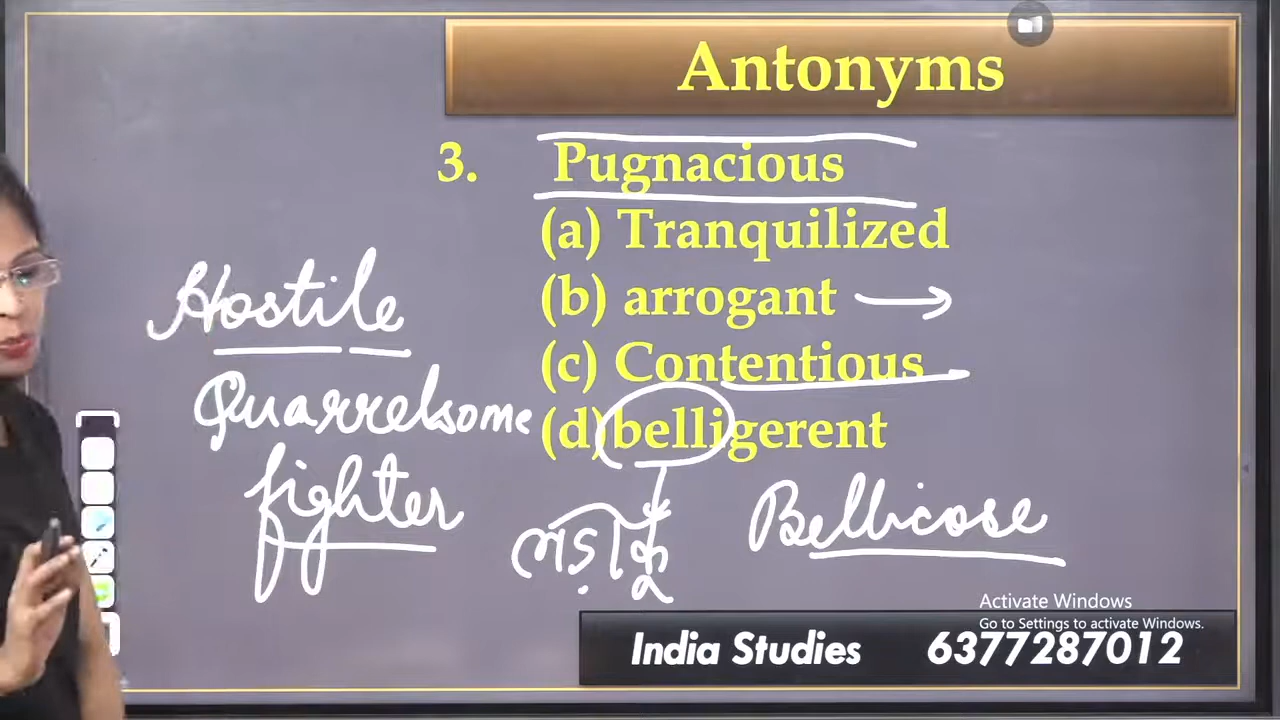 Antonyms
3. Pugnacious
(a) Tranquilized
(b) arrogant
(c) Contentious
(d) belligerent
Hostile
Quarrelsome
fighter
Bellicose
Activate Windows
Go to Settings to activate Windows.
India Studies 6377287012